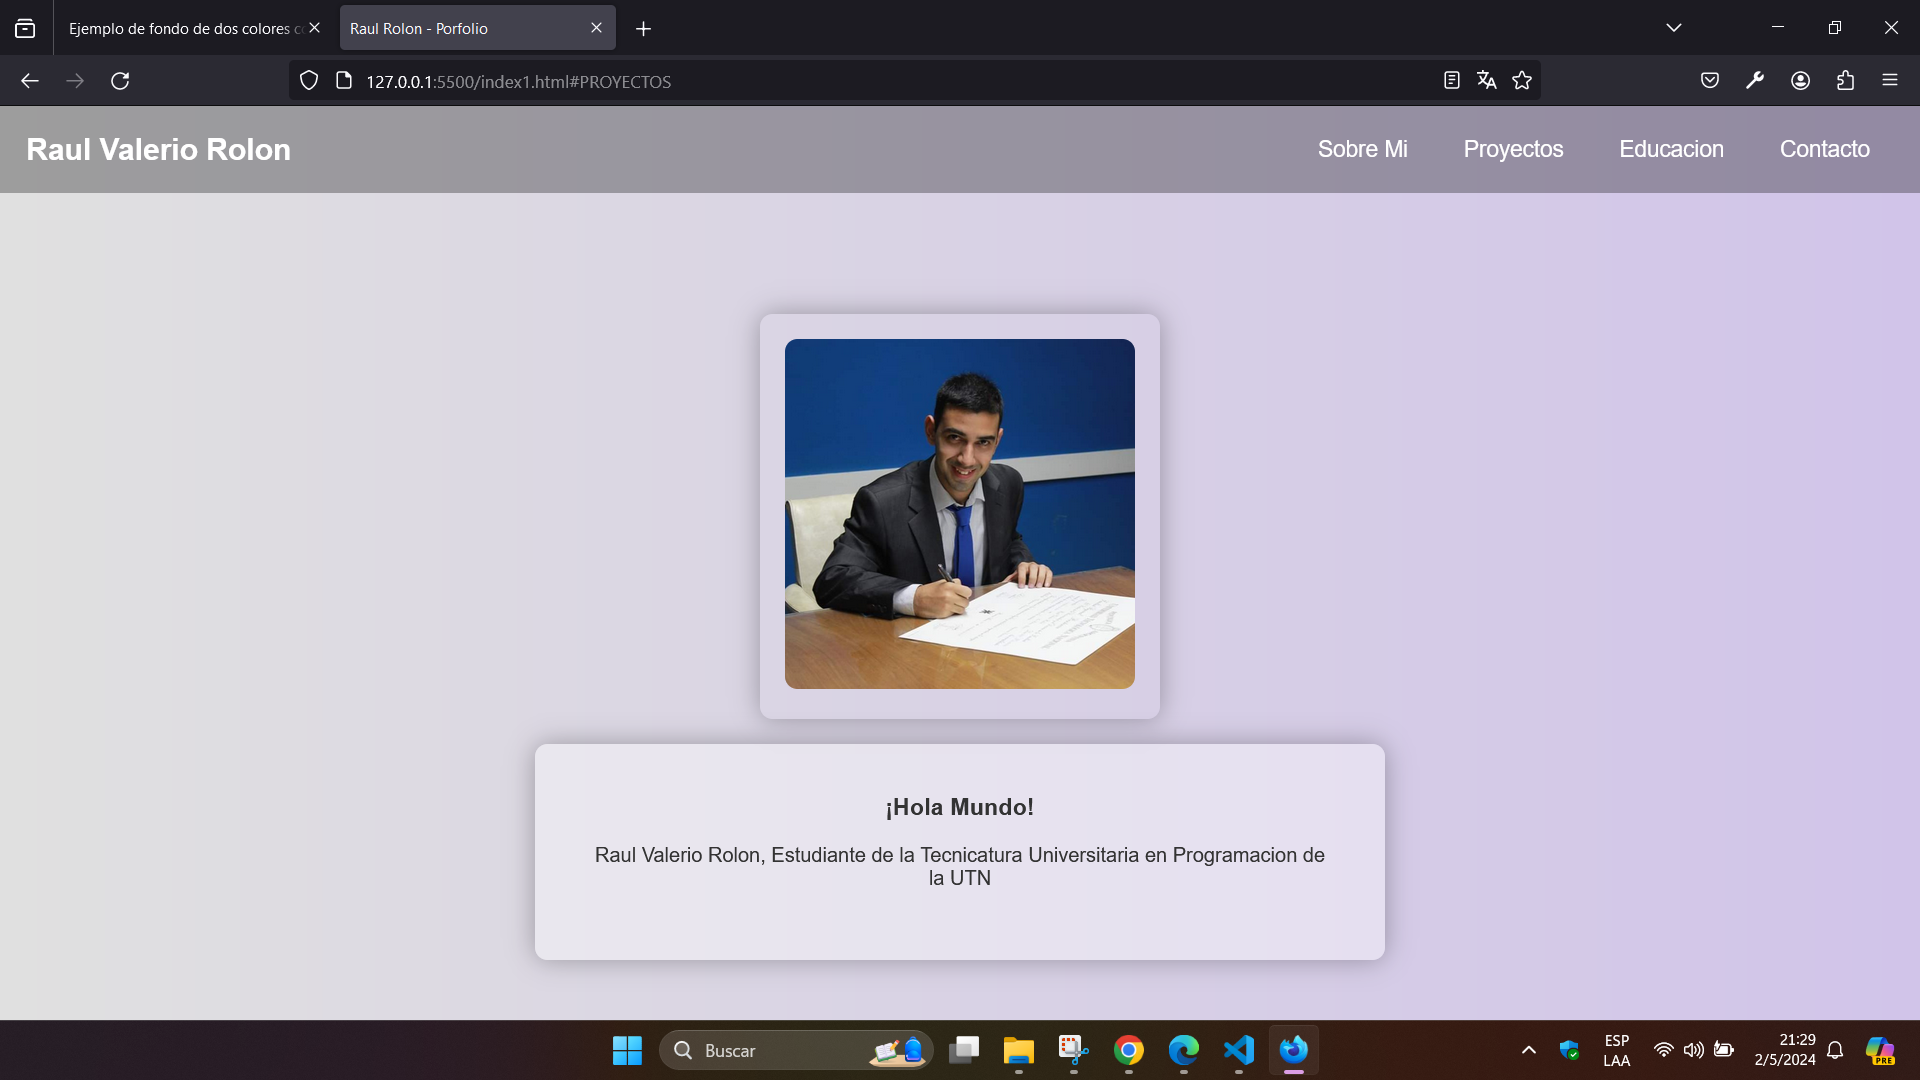 Ejemplo de fondo de dos colores
Raul Rolon - Porfolio
127.0.0.1:5500/index1.html#PROYECTOS
Raul Valerio Rolon
Sobre Mi
Proyectos
Educacion
Contacto
¡Hola Mundo!
Raul Valerio Rolon, Estudiante de la Tecnicatura Universitaria en Programacion de
la UTN
Buscar
ESP
LAA
21:29
2/5/2024
PRE